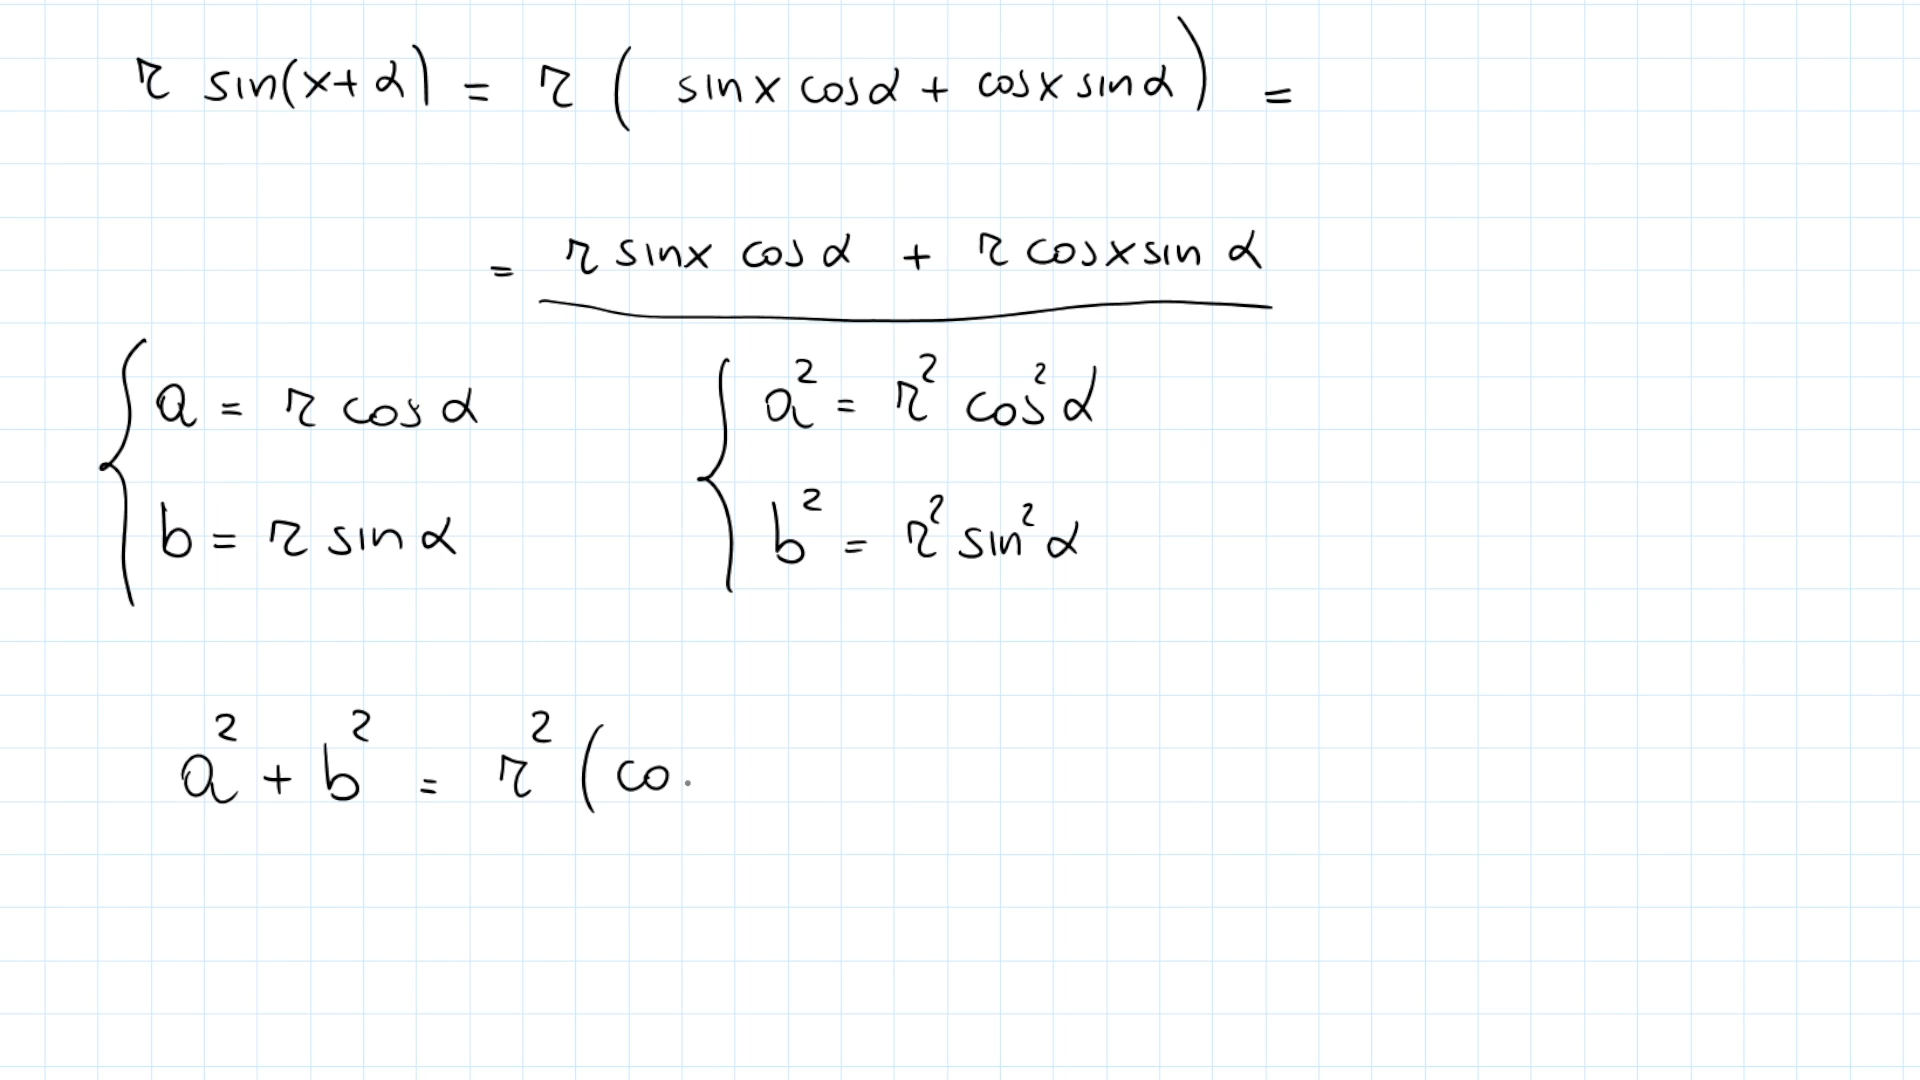 r sin(x+α) = r ( sinx cosα + cosx sinα ) =
= r sinx cosα + r cosx sinα
{ a = r cosα { a² = r² cos²α
b = r sinα b² = r² sin²α
a² + b² = r² (co.